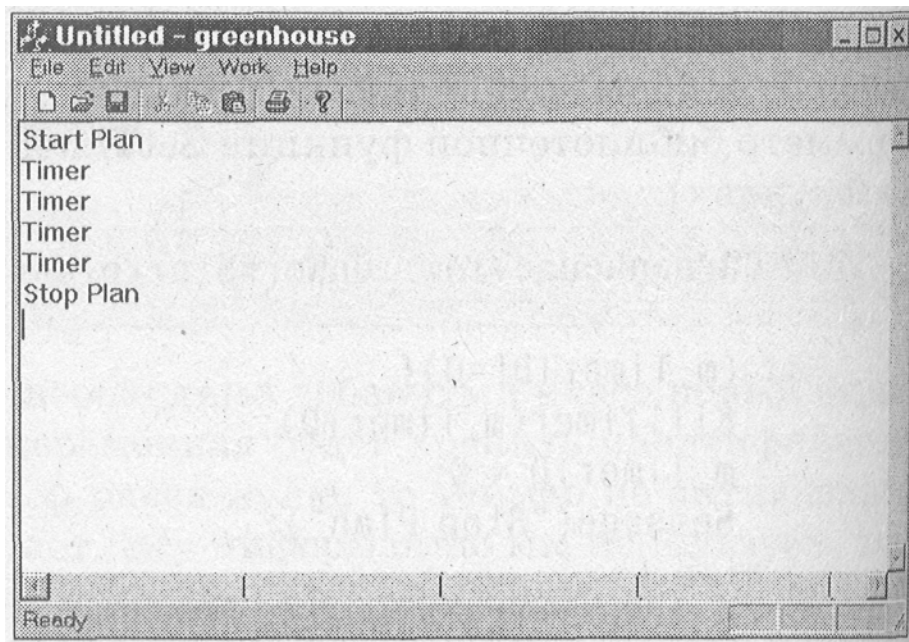 Untitled - greenhouse
File Edit View Work Help
Start Plan
Timer
Timer
Timer
Timer
Stop Plan
Ready